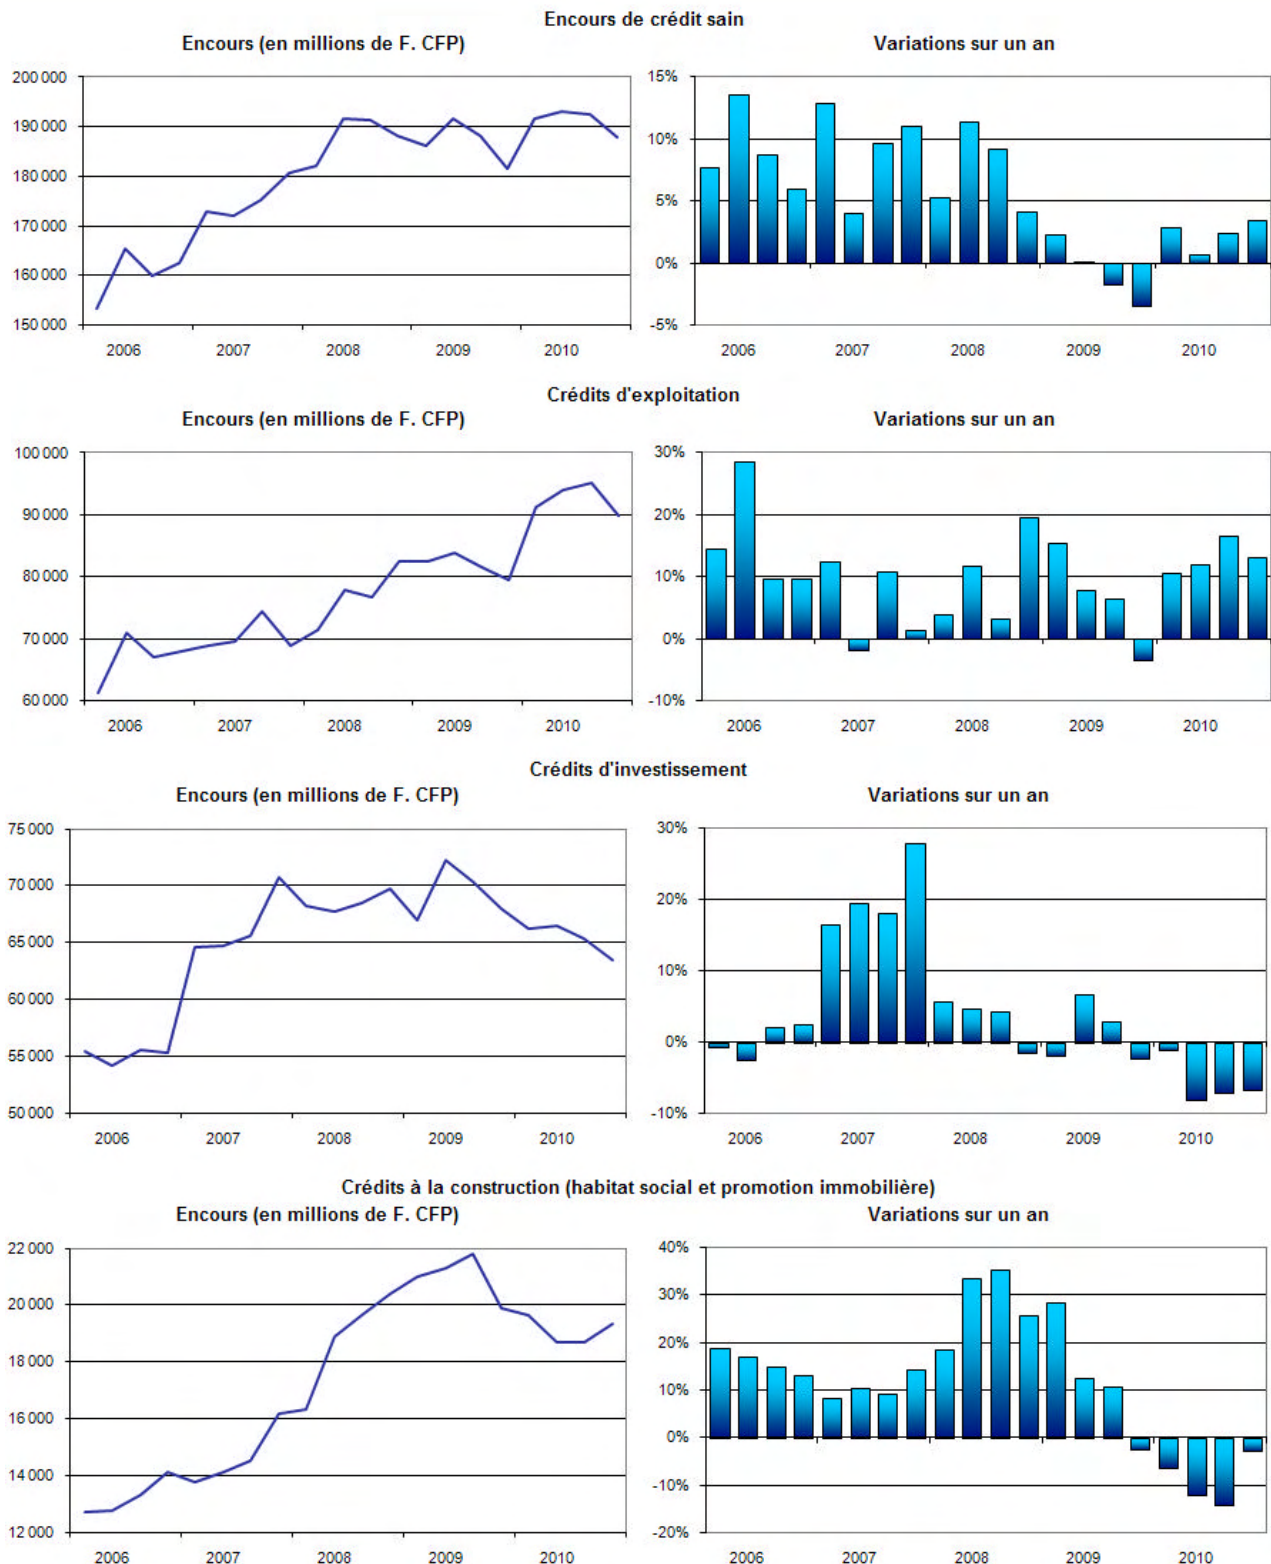 Encours de crédit sain
Encours (en millions de F. CFP)
Variations sur un an
200 000
190 000
180 000
170 000
160 000
150 000
2006 2007 2008 2009 2010
15%
10%
5%
0%
-5%
2006 2007 2008 2009 2010
Crédits d'exploitation
Encours (en millions de F. CFP)
Variations sur un an
100 000
90 000
80 000
70 000
60 000
2006 2007 2008 2009 2010
30%
20%
10%
0%
-10%
2006 2007 2008 2009 2010
Crédits d'investissement
Encours (en millions de F. CFP)
Variations sur un an
75 000
70 000
65 000
60 000
55 000
50 000
2006 2007 2008 2009 2010
30%
20%
10%
0%
-10%
2006 2007 2008 2009 2010
Crédits à la construction (habitat social et promotion immobilière)
Encours (en millions de F. CFP)
Variations sur un an
22 000
20 000
18 000
16 000
14 000
12 000
2006 2007 2008 2009 2010
40%
30%
20%
10%
0%
-10%
-20%
2006 2007 2008 2009 2010